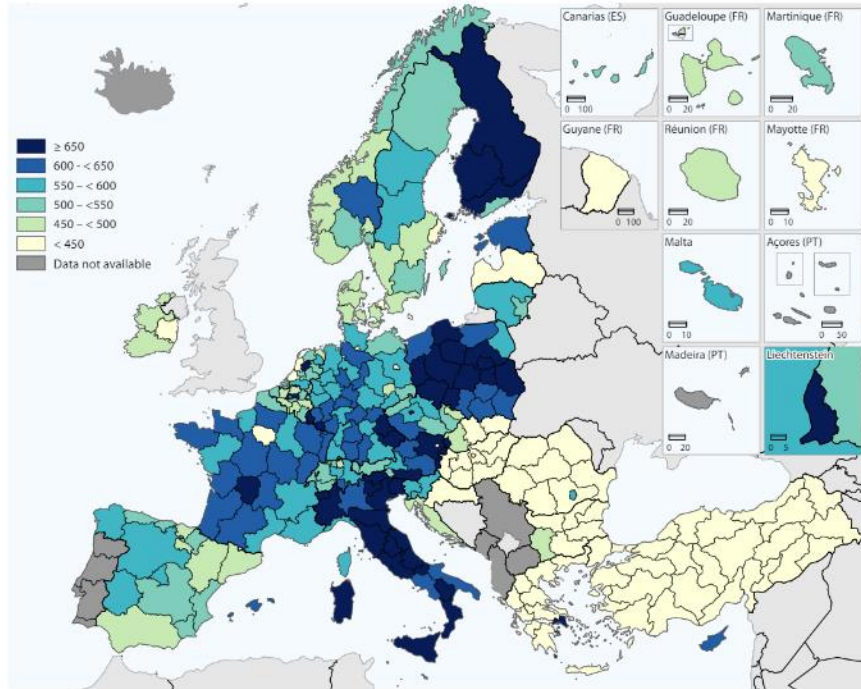 Canarias (ES)
0 100
Guadeloupe (FR)
0 20
Martinique (FR)
0 20
Guyane (FR)
0 100
Réunion (FR)
0 20
Mayotte (FR)
0 10
Malta
0 10
Açores (PT)
0 50
Madeira (PT)
0 20
Liechtenstein
0 5
≥ 650
600 - < 650
550 - < 600
500 - <550
450 - < 500
< 450
Data not available